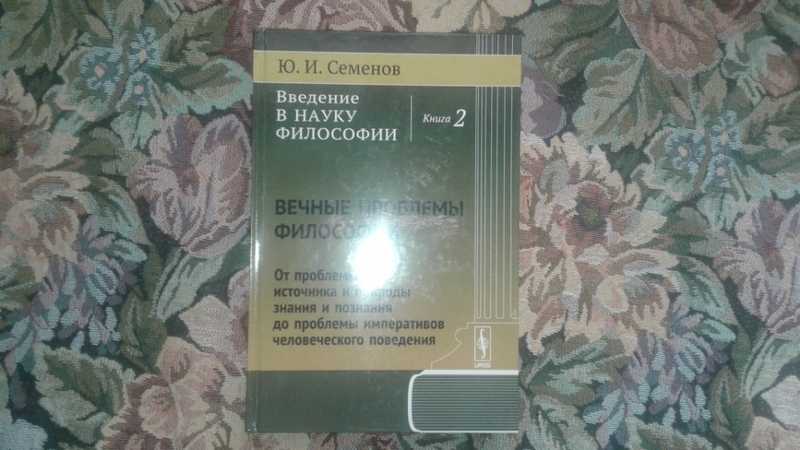 Ю. И. Семенов
Введение
в науку
философии
Книга 2
ВЕЧНЫЕ ПРОБЛЕМЫ
ФИЛОСОФИИ
От проблемы
источника и природы
знания и познания
до проблемы императивов
человеческого поведения
URSS